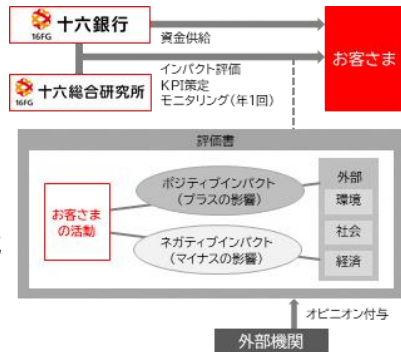 十六銀行
16FG
資金供給
お客さま
インパクト評価
KPI策定
モニタリング(年1回)
十六総合研究所
16FG
評価書
ポジティブインパクト
(プラスの影響)
お客さま
の活動
ネガティブインパクト
(マイナスの影響)
外部
環境
社会
経済
オピニオン付与
外部機関